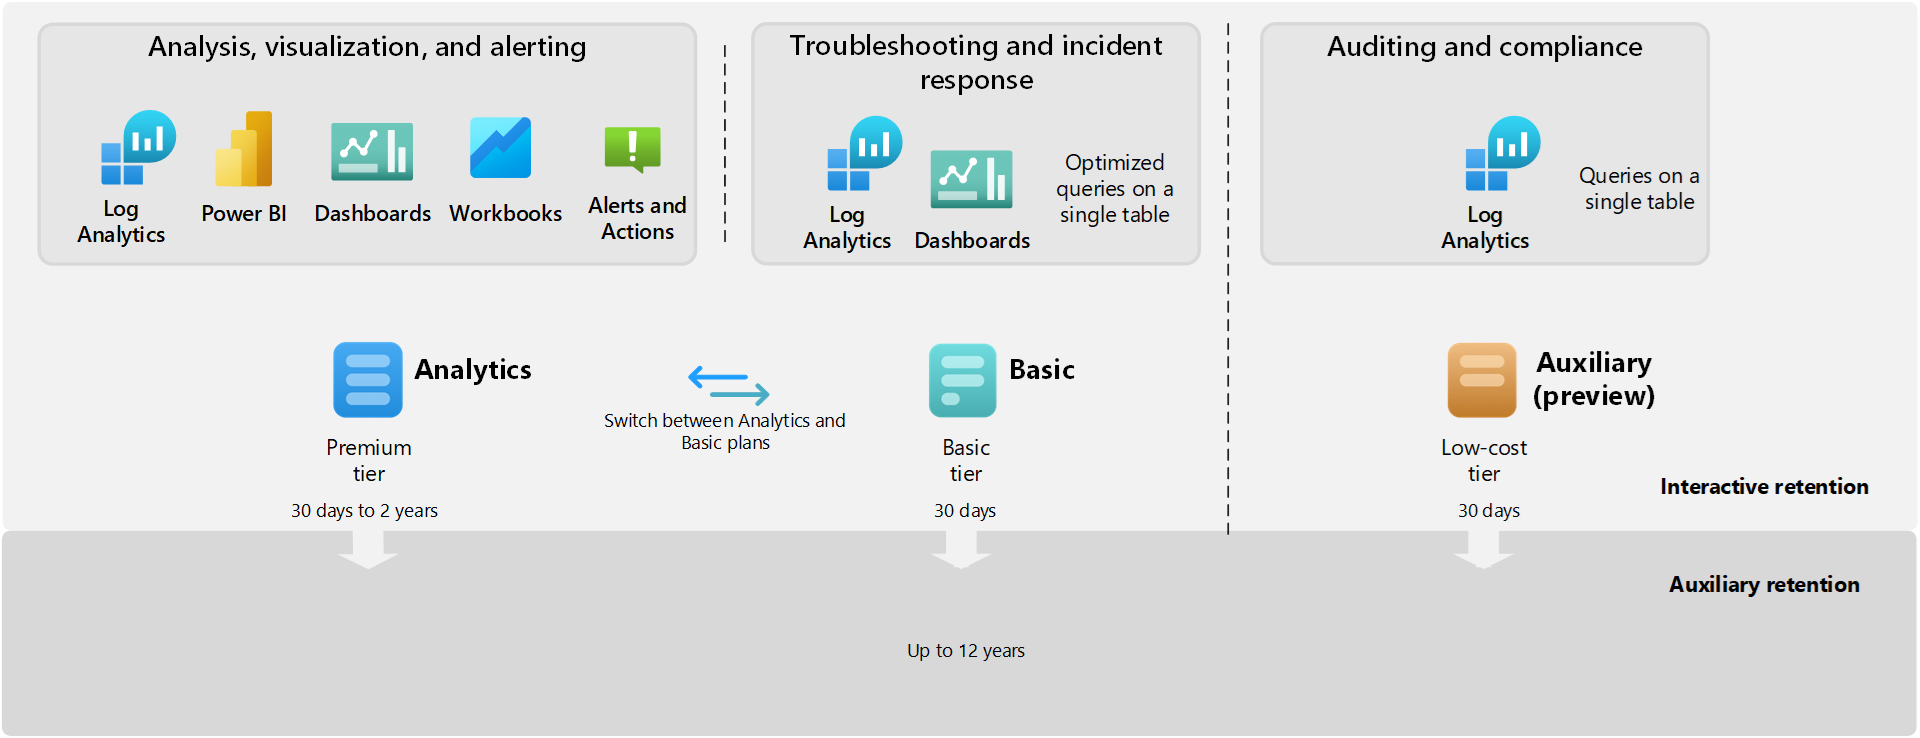 Analysis, visualization, and alerting
Log
Analytics
Power BI
Dashboards
Workbooks
Alerts and
Actions
Troubleshooting and incident
response
Log
Analytics
Dashboards
Optimized
queries on a
single table
Auditing and compliance
Log
Analytics
Queries on a
single table
Analytics
Premium
tier
30 days to 2 years
Switch between Analytics and
Basic plans
Basic
Basic
tier
30 days
Auxiliary
(preview)
Low-cost
tier
30 days
Interactive retention
Auxiliary retention
Up to 12 years